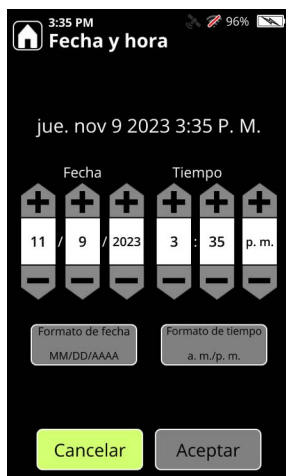 3:35 PM 96%
Fecha y hora
jue. nov 9 2023 3:35 P. M.
Fecha Tiempo
+ + + + + +
11 / 9 / 2023 3 : 35 p. m.
− − − − − −
Formato de fecha Formato de tiempo
MM/DD/AAAA a. m./p. m.
Cancelar Aceptar